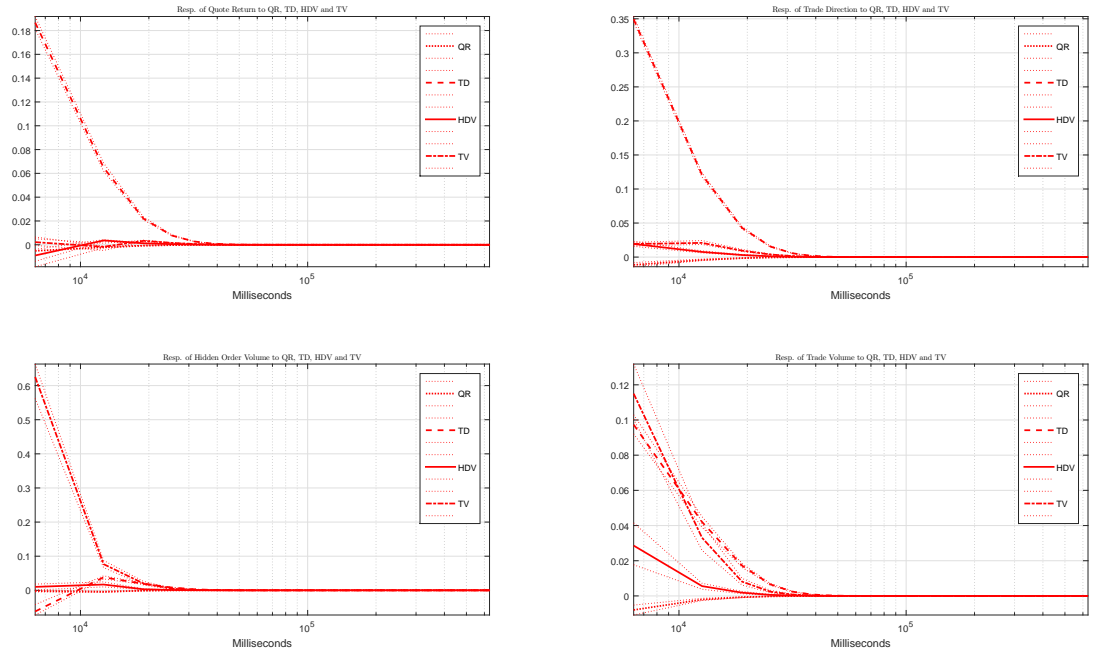 Resp. of Quote Return to QR, TD, HDV and TV
0.18
0.16
0.14
0.12
0.1
0.08
0.06
0.04
0.02
0
10^4
10^5
Milliseconds
QR
TD
HDV
TV
Resp. of Trade Direction to QR, TD, HDV and TV
0.35
0.3
0.25
0.2
0.15
0.1
0.05
0
10^4
10^5
Milliseconds
QR
TD
HDV
TV
Resp. of Hidden Order Volume to QR, TD, HDV and TV
0.6
0.5
0.4
0.3
0.2
0.1
0
10^4
10^5
Milliseconds
QR
TD
HDV
TV
Resp. of Trade Volume to QR, TD, HDV and TV
0.12
0.1
0.08
0.06
0.04
0.02
0
10^4
10^5
Milliseconds
QR
TD
HDV
TV